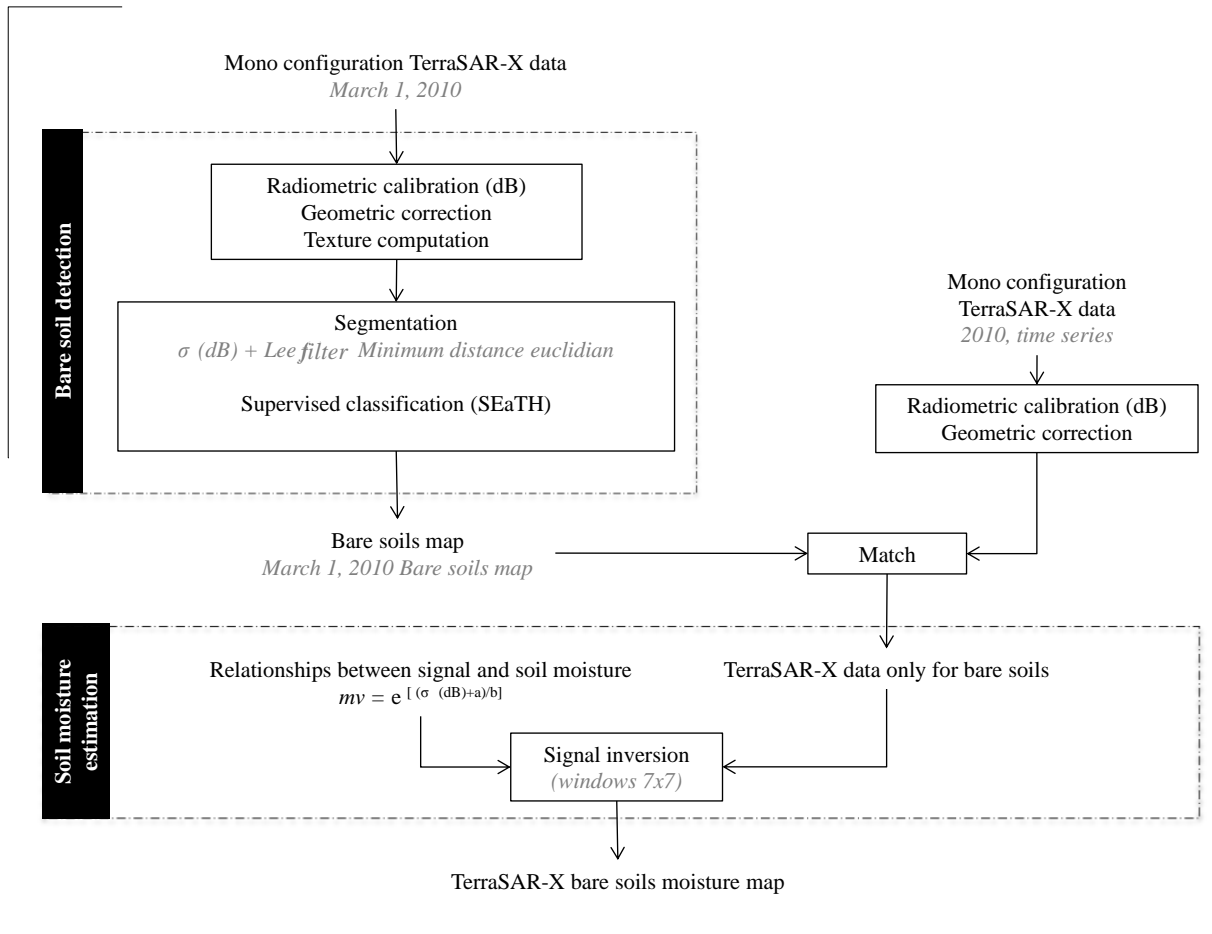 Mono configuration TerraSAR-X data
March 1, 2010
Bare soil detection
Radiometric calibration (dB)
Geometric correction
Texture computation
Segmentation
σ (dB) + Lee filter Minimum distance euclidian
Supervised classification (SEaTH)
Mono configuration
TerraSAR-X data
2010, time series
Radiometric calibration (dB)
Geometric correction
Bare soils map
March 1, 2010 Bare soils map
Match
Soil moisture
estimation
Relationships between signal and soil moisture
mv = e [ (σ (dB)+a)/b]
TerraSAR-X data only for bare soils
Signal inversion
(windows 7x7)
TerraSAR-X bare soils moisture map